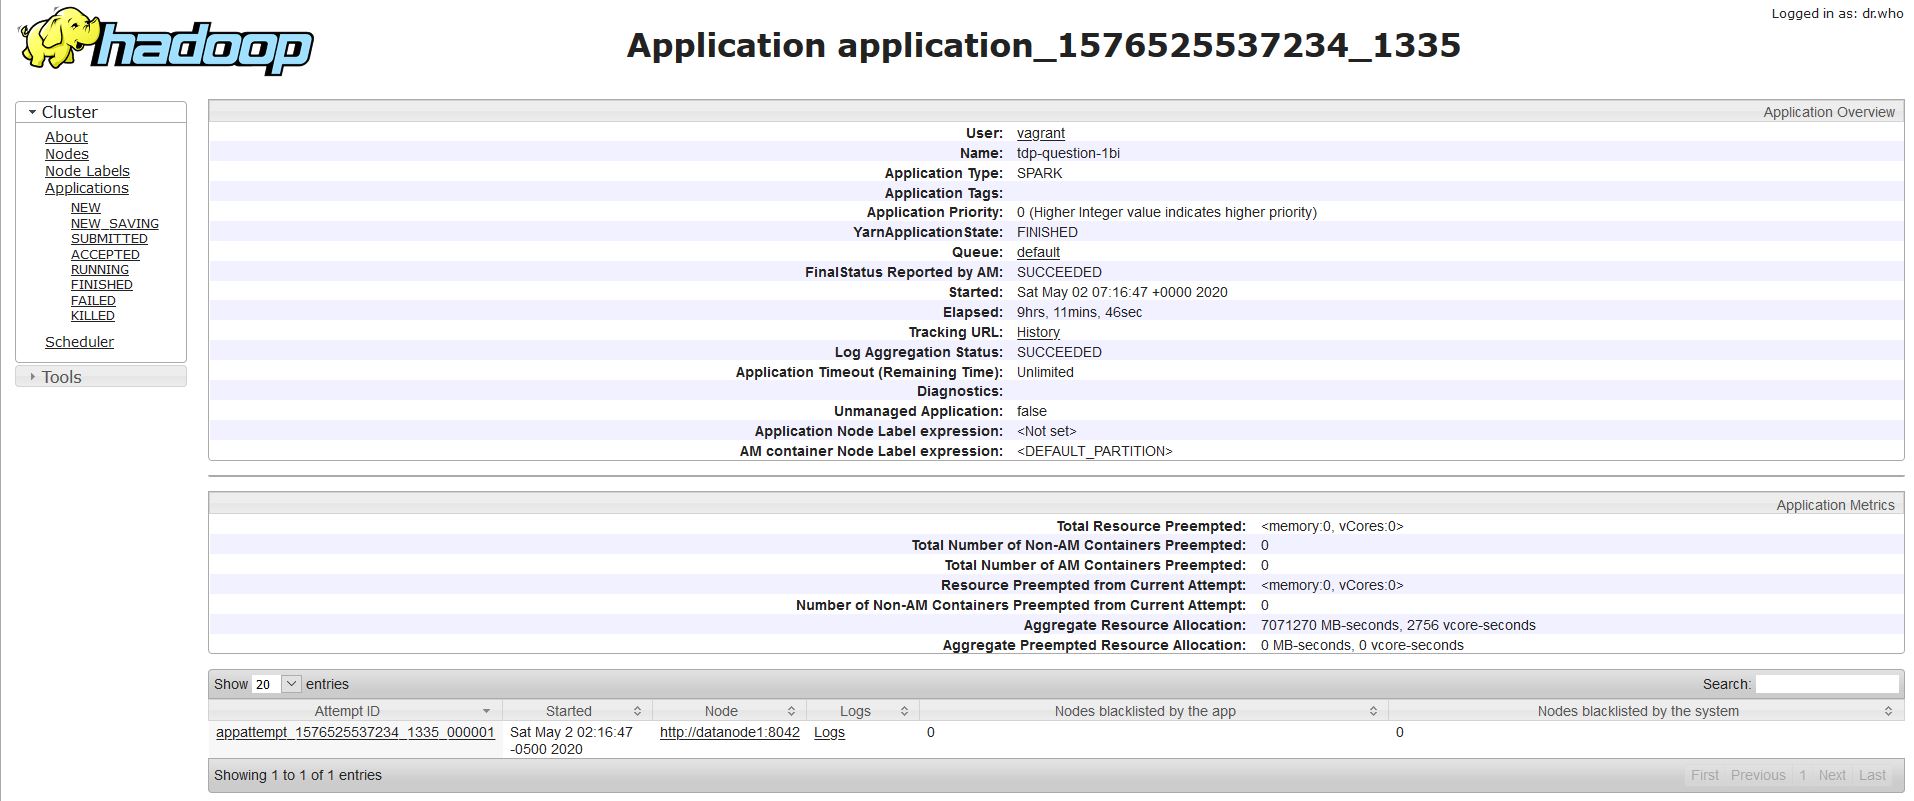 Logged in as: dr.who
hadoop
Application application_1576525537234_1335
Cluster
About
Nodes
Node Labels
Applications
NEW
NEW_SAVING
SUBMITTED
ACCEPTED
RUNNING
FINISHED
FAILED
KILLED
Scheduler
Tools
Application Overview
User: vagrant
Name: tdp-question-1bi
Application Type: SPARK
Application Tags:
Application Priority: 0 (Higher Integer value indicates higher priority)
YarnApplicationState: FINISHED
Queue: default
FinalStatus Reported by AM: SUCCEEDED
Started: Sat May 02 07:16:47 +0000 2020
Elapsed: 9hrs, 11mins, 46sec
Tracking URL: History
Log Aggregation Status: SUCCEEDED
Application Timeout (Remaining Time): Unlimited
Diagnostics:
Unmanaged Application: false
Application Node Label expression: <Not set>
AM container Node Label expression: <DEFAULT_PARTITION>
Application Metrics
Total Resource Preempted: <memory:0, vCores:0>
Total Number of Non-AM Containers Preempted: 0
Total Number of AM Containers Preempted: 0
Resource Preempted from Current Attempt: <memory:0, vCores:0>
Number of Non-AM Containers Preempted from Current Attempt: 0
Aggregate Resource Allocation: 7071270 MB-seconds, 2756 vcore-seconds
Aggregate Preempted Resource Allocation: 0 MB-seconds, 0 vcore-seconds
Show 20 entries Search:
Attempt ID Started Node Logs Nodes blacklisted by the app Nodes blacklisted by the system
appattempt_1576525537234_1335_000001 Sat May 2 02:16:47 http://datanode1:8042 Logs 0 0
-0500 2020
Showing 1 to 1 of 1 entries First Previous 1 Next Last